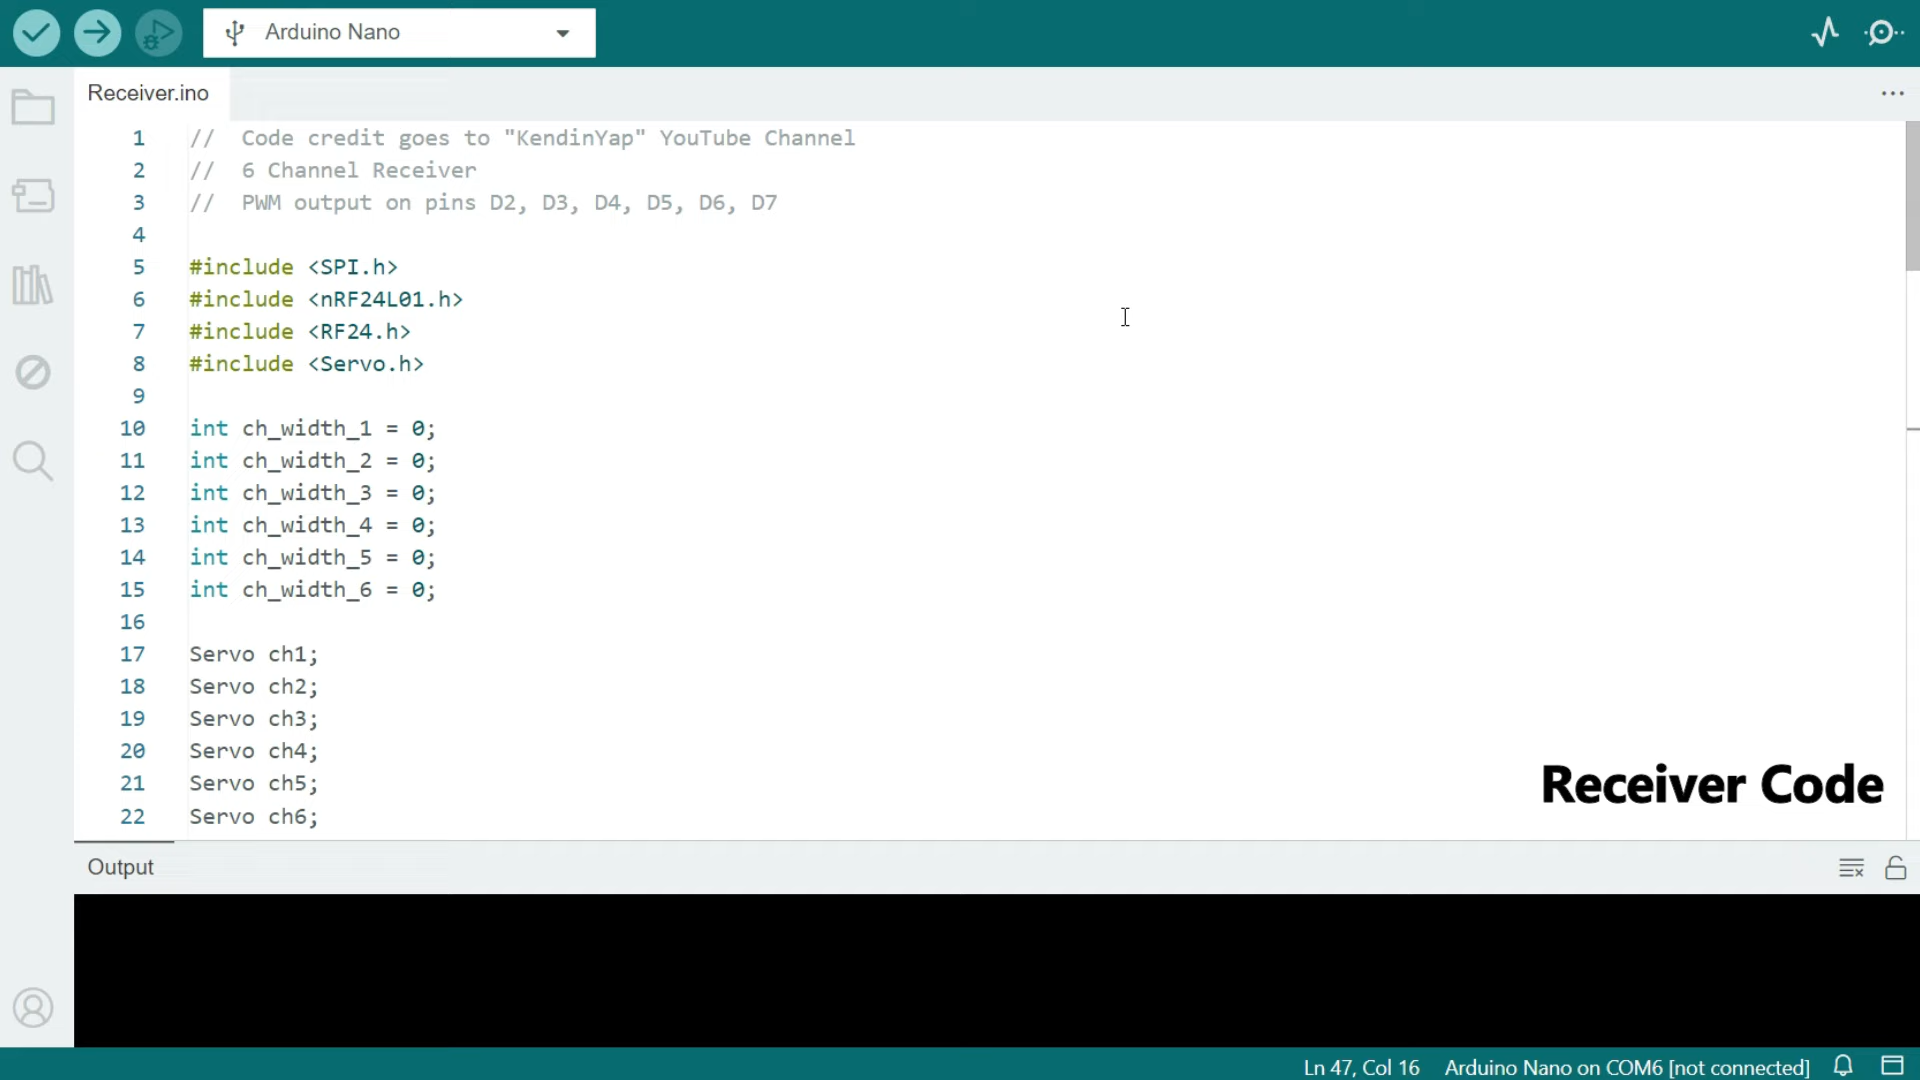 Arduino Nano
Receiver.ino
1 // Code credit goes to "KendinYap" YouTube Channel
2 // 6 Channel Receiver
3 // PWM output on pins D2, D3, D4, D5, D6, D7
4
5 #include <SPI.h>
6 #include <nRF24L01.h>
7 #include <RF24.h>
8 #include <Servo.h>
9
10 int ch_width_1 = 0;
11 int ch_width_2 = 0;
12 int ch_width_3 = 0;
13 int ch_width_4 = 0;
14 int ch_width_5 = 0;
15 int ch_width_6 = 0;
16
17 Servo ch1;
18 Servo ch2;
19 Servo ch3;
20 Servo ch4;
21 Servo ch5;
22 Servo ch6;
Receiver Code
Output
Ln 47, Col 16 Arduino Nano on COM6 [not connected]